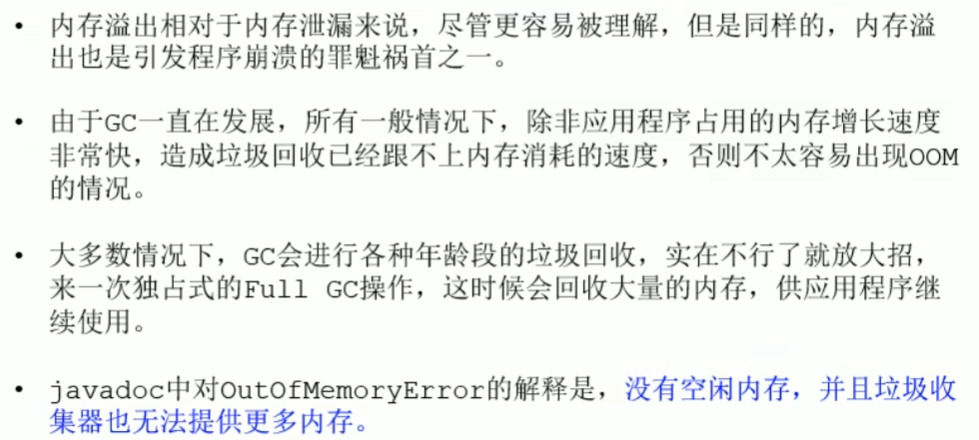 • 内存溢出相对于内存泄漏来说，尽管更容易被理解，但是同样的，内存溢
出也是引发程序崩溃的罪魁祸首之一。
• 由于GC一直在发展，所有一般情况下，除非应用程序占用的内存增长速度
非常快，造成垃圾回收已经跟不上内存消耗的速度，否则不太容易出现OOM
的情况。
• 大多数情况下，GC会进行各种年龄段的垃圾回收，实在不行了就放大招，
来一次独占式的Full GC操作，这时候会回收大量的内存，供应用程序继
续使用。
• javadoc中对OutOfMemoryError的解释是，没有空闲内存，并且垃圾收
集器也无法提供更多内存。